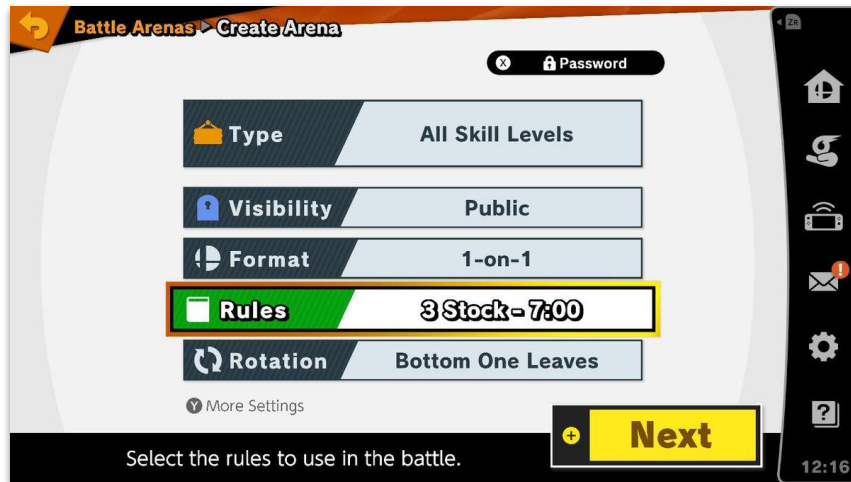 Battle Arenas ▶ Create Arena
ZR
X Password
Type All Skill Levels
Visibility Public
Format 1-on-1
Rules 3 Stock - 7:00
Rotation Bottom One Leaves
Y More Settings
+ Next
Select the rules to use in the battle.
12:16